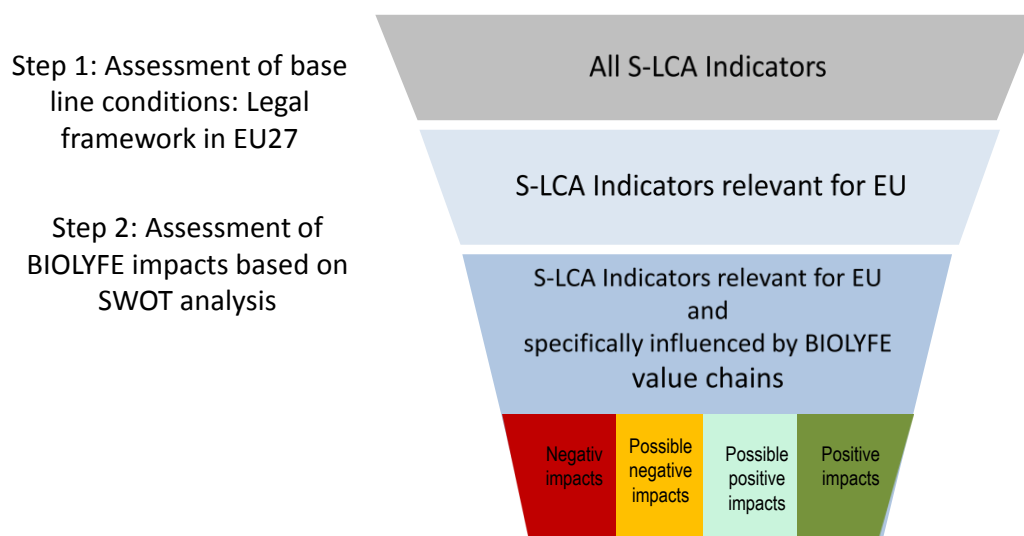 Step 1: Assessment of base
line conditions: Legal
framework in EU27
Step 2: Assessment of
BIOLYFE impacts based on
SWOT analysis
All S-LCA Indicators
S-LCA Indicators relevant for EU
S-LCA Indicators relevant for EU
and
specifically influenced by BIOLYFE
value chains
Negativ
impacts
Possible
negative
impacts
Possible
positive
impacts
Positive
impacts